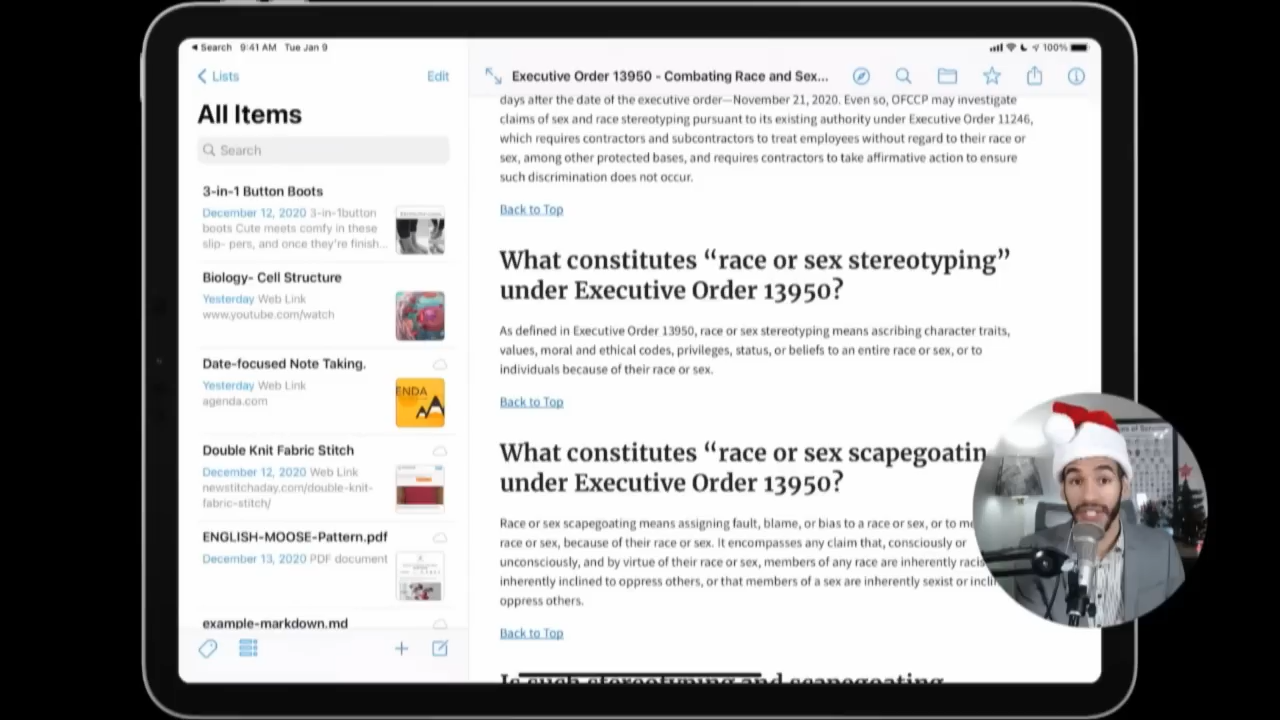 Search 9:41 AM Tue Jan 9
100%
Lists
Edit
All Items
Search
3-in-1 Button Boots
December 12, 2020 3-in-1button
boots Cute meets comfy in these
slip- pers, and once they're finish...
Biology- Cell Structure
Yesterday Web Link
www.youtube.com/watch
Date-focused Note Taking.
Yesterday Web Link
agenda.com
ENDA
Double Knit Fabric Stitch
December 12, 2020 Web Link
newstitchaday.com/double-knit-
fabric-stitch/
ENGLISH-MOOSE-Pattern.pdf
December 13, 2020 PDF document
example-markdown.md
Executive Order 13950 - Combating Race and Sex...
days after the date of the executive order—November 21, 2020. Even so, OFCCP may investigate
claims of sex and race stereotyping pursuant to its existing authority under Executive Order 11246,
which requires contractors and subcontractors to treat employees without regard to their race or
sex, among other protected bases, and requires contractors to take affirmative action to ensure
such discrimination does not occur.
Back to Top
What constitutes “race or sex stereotyping”
under Executive Order 13950?
As defined in Executive Order 13950, race or sex stereotyping means ascribing character traits,
values, moral and ethical codes, privileges, status, or beliefs to an entire race or sex, or to
individuals because of their race or sex.
Back to Top
What constitutes “race or sex scapegoatin
under Executive Order 13950?
Race or sex scapegoating means assigning fault, blame, or bias to a race or sex, or to me
race or sex, because of their race or sex. It encompasses any claim that, consciously or
unconsciously, and by virtue of their race or sex, members of any race are inherently racis
inherently inclined to oppress others, or that members of a sex are inherently sexist or inclin
oppress others.
Back to Top
Is such stereotyping and scapegoating